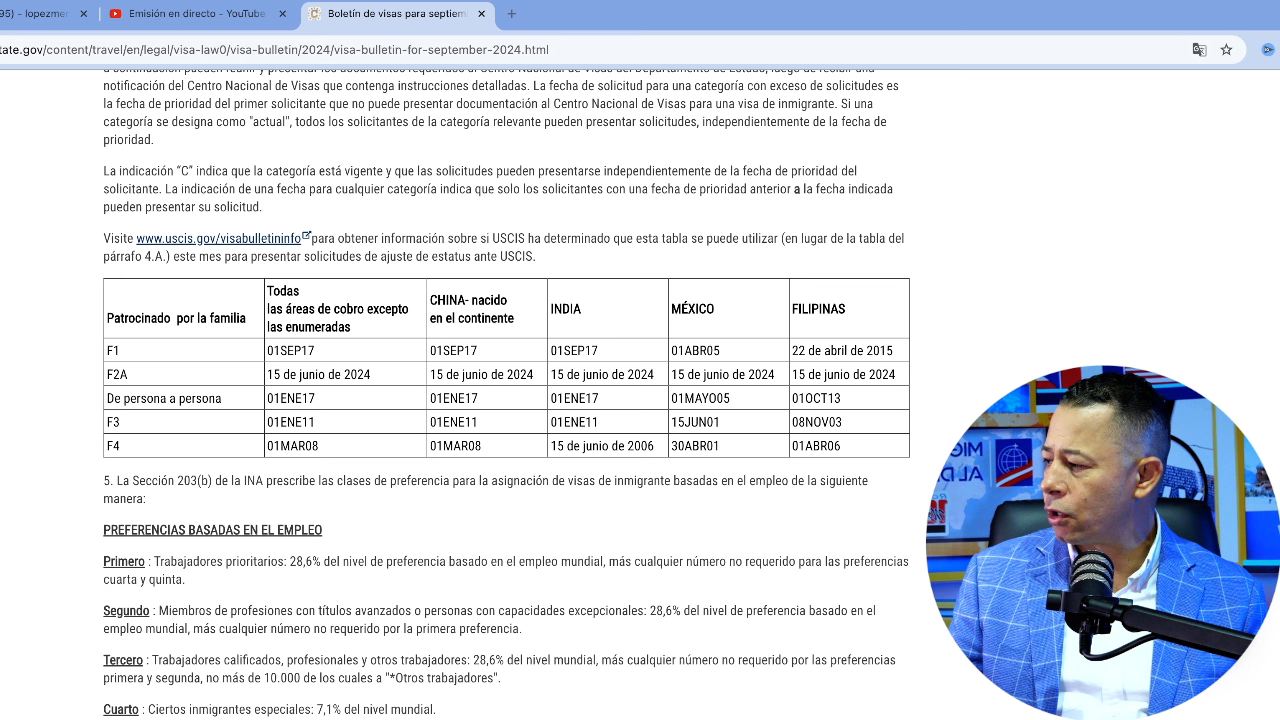 95) - lopezmer
Emisión en directo - YouTube
Boletín de visas para septiem
tate.gov/content/travel/en/legal/visa-law0/visa-bulletin/2024/visa-bulletin-for-september-2024.html
notificación del Centro Nacional de Visas que contenga instrucciones detalladas. La fecha de solicitud para una categoría con exceso de solicitudes es
la fecha de prioridad del primer solicitante que no puede presentar documentación al Centro Nacional de Visas para una visa de inmigrante. Si una
categoría se designa como "actual", todos los solicitantes de la categoría relevante pueden presentar solicitudes, independientemente de la fecha de
prioridad.
La indicación “C” indica que la categoría está vigente y que las solicitudes pueden presentarse independientemente de la fecha de prioridad del
solicitante. La indicación de una fecha para cualquier categoría indica que solo los solicitantes con una fecha de prioridad anterior a la fecha indicada
pueden presentar su solicitud.
Visite www.uscis.gov/visabulletininfo para obtener información sobre si USCIS ha determinado que esta tabla se puede utilizar (en lugar de la tabla del
párrafo 4.A.) este mes para presentar solicitudes de ajuste de estatus ante USCIS.
Patrocinado por la familia
Todas
las áreas de cobro excepto
las enumeradas
CHINA- nacido
en el continente
INDIA
MÉXICO
FILIPINAS
F1 01SEP17 01SEP17 01SEP17 01ABR05 22 de abril de 2015
F2A 15 de junio de 2024 15 de junio de 2024 15 de junio de 2024 15 de junio de 2024 15 de junio de 2024
De persona a persona 01ENE17 01ENE17 01ENE17 01MAYO05 01OCT13
F3 01ENE11 01ENE11 01ENE11 15JUN01 08NOV03
F4 01MAR08 01MAR08 15 de junio de 2006 30ABR01 01ABR06
5. La Sección 203(b) de la INA prescribe las clases de preferencia para la asignación de visas de inmigrante basadas en el empleo de la siguiente
manera:
PREFERENCIAS BASADAS EN EL EMPLEO
Primero : Trabajadores prioritarios: 28,6% del nivel de preferencia basado en el empleo mundial, más cualquier número no requerido para las preferencias
cuarta y quinta.
Segundo : Miembros de profesiones con títulos avanzados o personas con capacidades excepcionales: 28,6% del nivel de preferencia basado en el
empleo mundial, más cualquier número no requerido por la primera preferencia.
Tercero : Trabajadores calificados, profesionales y otros trabajadores: 28,6% del nivel mundial, más cualquier número no requerido por las preferencias
primera y segunda, no más de 10.000 de los cuales a "*Otros trabajadores".
Cuarto : Ciertos inmigrantes especiales: 7,1% del nivel mundial.